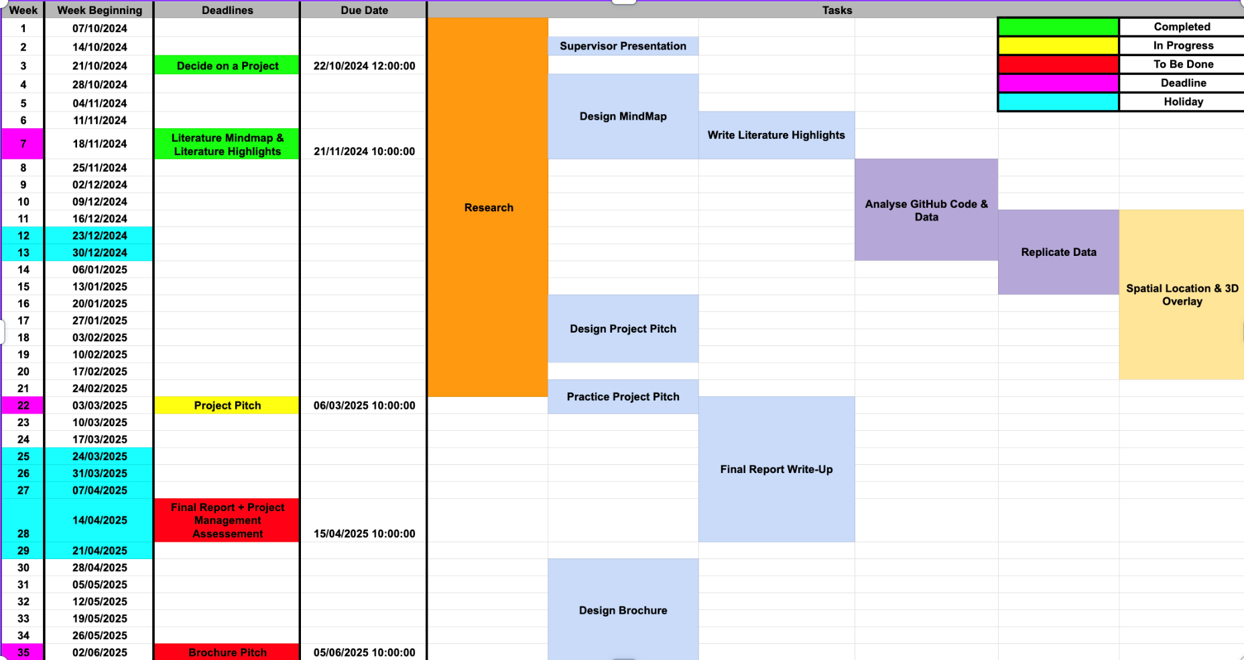 Week Week Beginning Deadlines Due Date Tasks
1 07/10/2024 Completed
2 14/10/2024 Supervisor Presentation In Progress
3 21/10/2024 Decide on a Project 22/10/2024 12:00:00 To Be Done
4 28/10/2024 Deadline
5 04/11/2024 Holiday
Design MindMap
6 11/11/2024
Write Literature Highlights
7 18/11/2024 Literature Mindmap &
Literature Highlights 21/11/2024 10:00:00
8 25/11/2024
9 02/12/2024
10 09/12/2024
Analyse GitHub Code &
Data
Research
11 16/12/2024
12 23/12/2024
13 30/12/2024 Replicate Data
14 06/01/2025
15 13/01/2025
Spatial Location & 3D
Overlay
16 20/01/2025
17 27/01/2025
Design Project Pitch
18 03/02/2025
19 10/02/2025
20 17/02/2025
21 24/02/2025
Practice Project Pitch
22 03/03/2025 Project Pitch 06/03/2025 10:00:00
23 10/03/2025
24 17/03/2025
25 24/03/2025
26 31/03/2025
Final Report Write-Up
27 07/04/2025
28 14/04/2025 Final Report + Project
Management
Assessement 15/04/2025 10:00:00
29 21/04/2025
30 28/04/2025
31 05/05/2025
32 12/05/2025
Design Brochure
33 19/05/2025
34 26/05/2025
35 02/06/2025 Brochure Pitch 05/06/2025 10:00:00